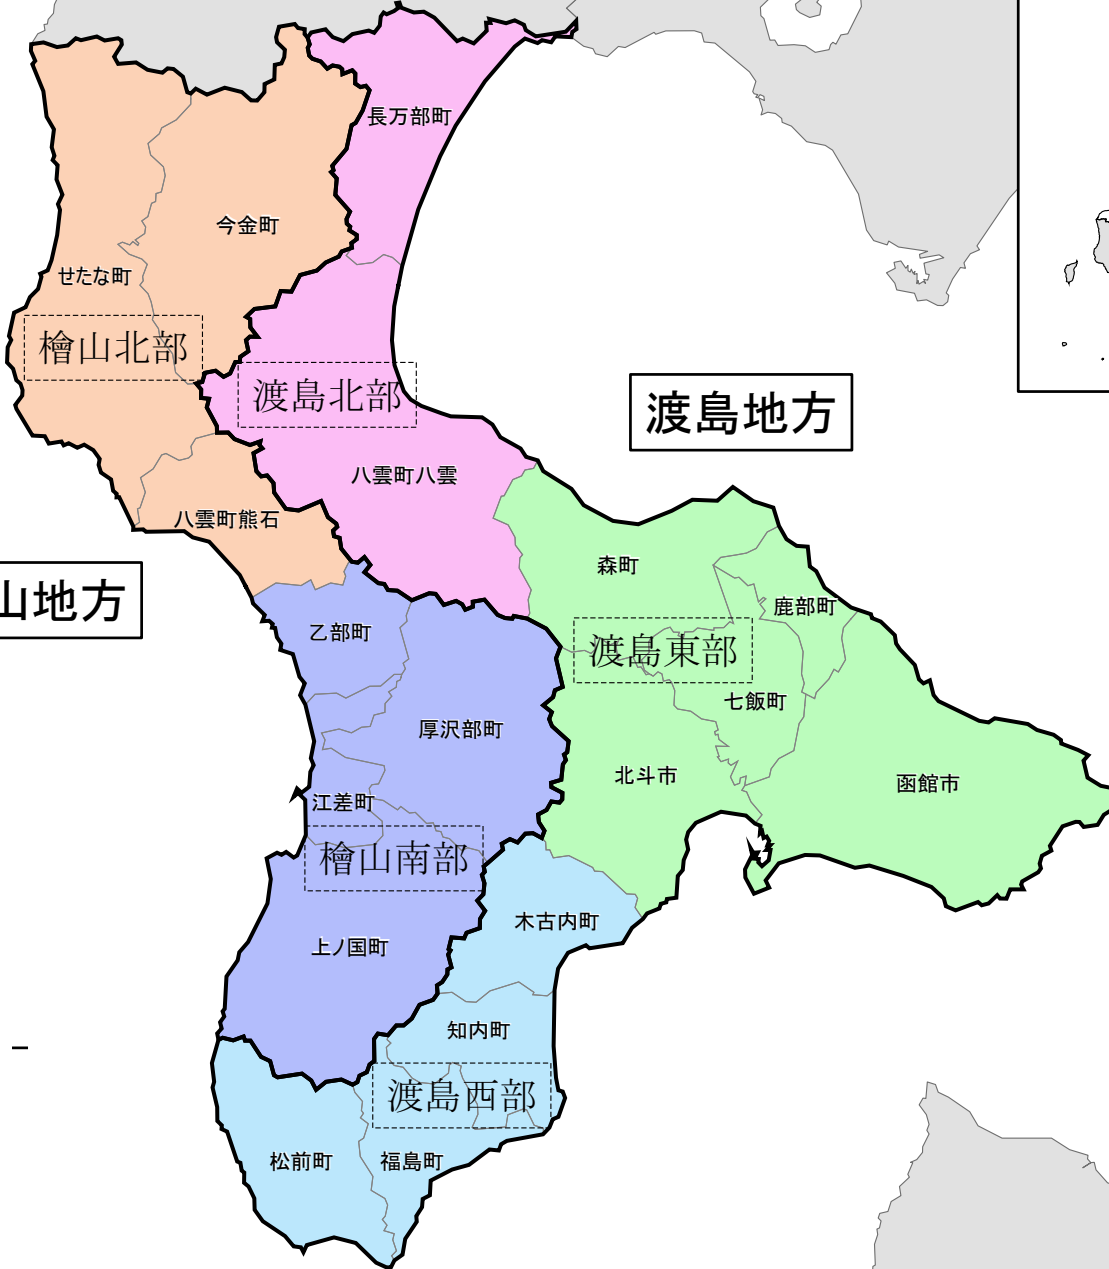 長万部町
今金町
せたな町
檜山北部
渡島北部
渡島地方
八雲町八雲
八雲町熊石
森町
山地方
鹿部町
乙部町
渡島東部
七飯町
厚沢部町
北斗市
函館市
江差町
檜山南部
木古内町
上ノ国町
知内町
渡島西部
松前町
福島町